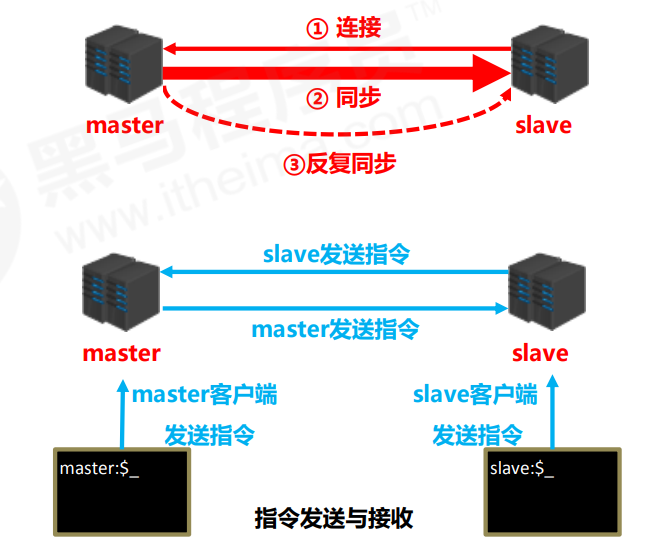 ① 连接
② 同步
master
slave
③反复同步
黑马程序员™
www.itheima.com
slave发送指令
master发送指令
master
slave
master客户端
发送指令
slave客户端
发送指令
master:$_
slave:$_
指令发送与接收